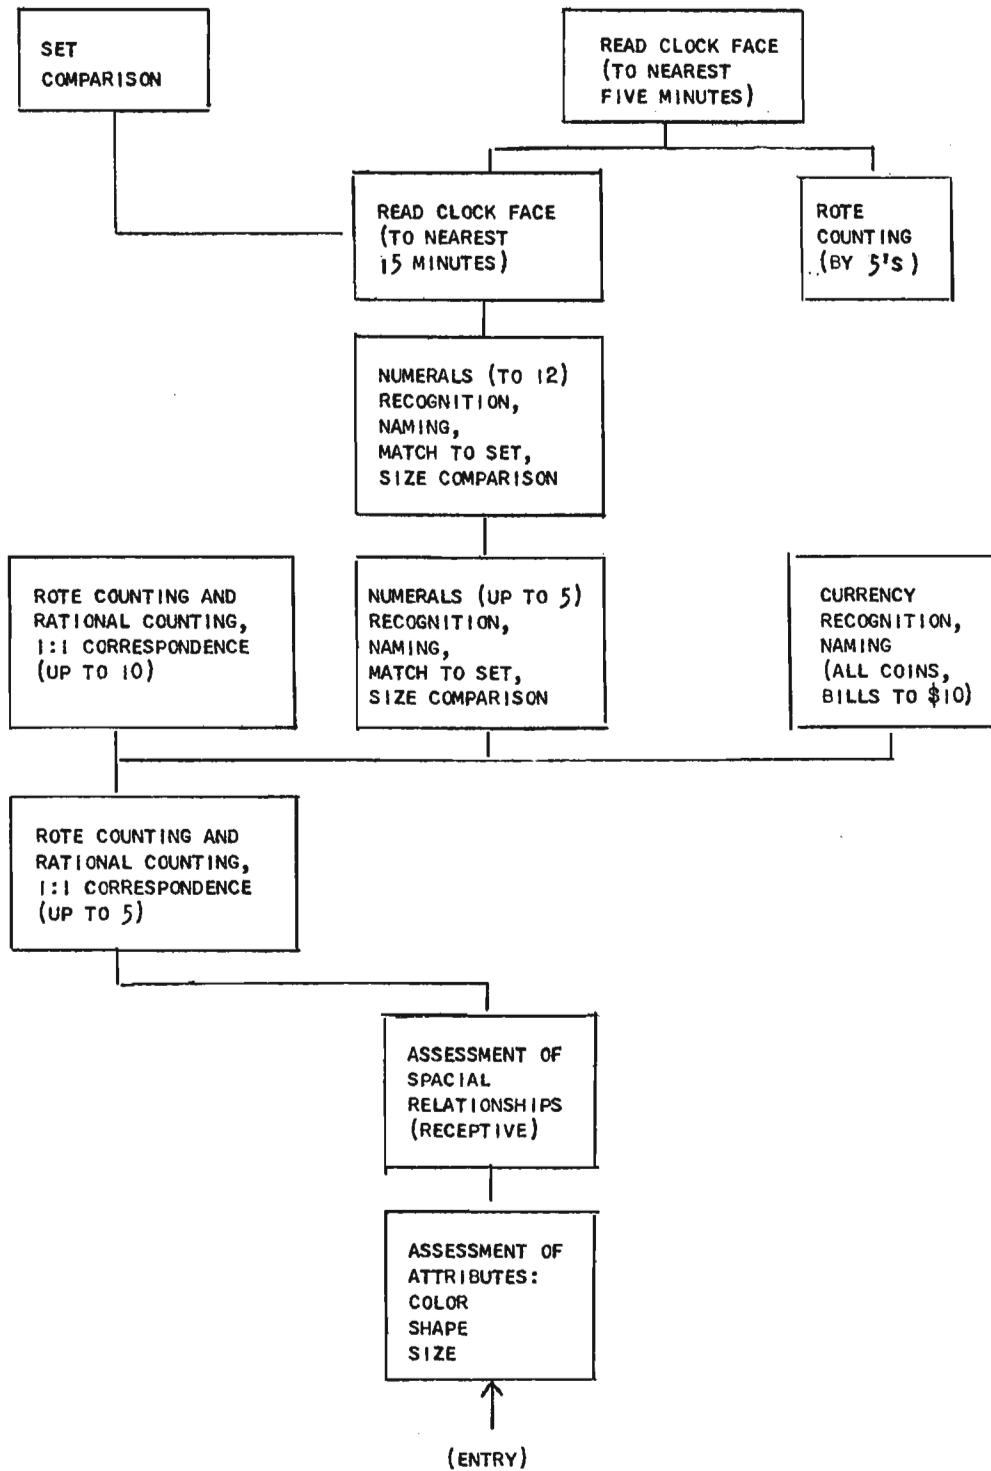 SET
COMPARISON
READ CLOCK FACE
(TO NEAREST
FIVE MINUTES)
READ CLOCK FACE
(TO NEAREST
15 MINUTES)
ROTE
COUNTING
(BY 5'S)
NUMERALS (TO 12)
RECOGNITION,
NAMING,
MATCH TO SET,
SIZE COMPARISON
ROTE COUNTING AND
RATIONAL COUNTING,
1:1 CORRESPONDENCE
(UP TO 10)
NUMERALS (UP TO 5)
RECOGNITION,
NAMING,
MATCH TO SET,
SIZE COMPARISON
CURRENCY
RECOGNITION,
NAMING
(ALL COINS,
BILLS TO $10)
ROTE COUNTING AND
RATIONAL COUNTING,
1:1 CORRESPONDENCE
(UP TO 5)
ASSESSMENT OF
SPACIAL
RELATIONSHIPS
(RECEPTIVE)
ASSESSMENT OF
ATTRIBUTES:
COLOR
SHAPE
SIZE
(ENTRY)